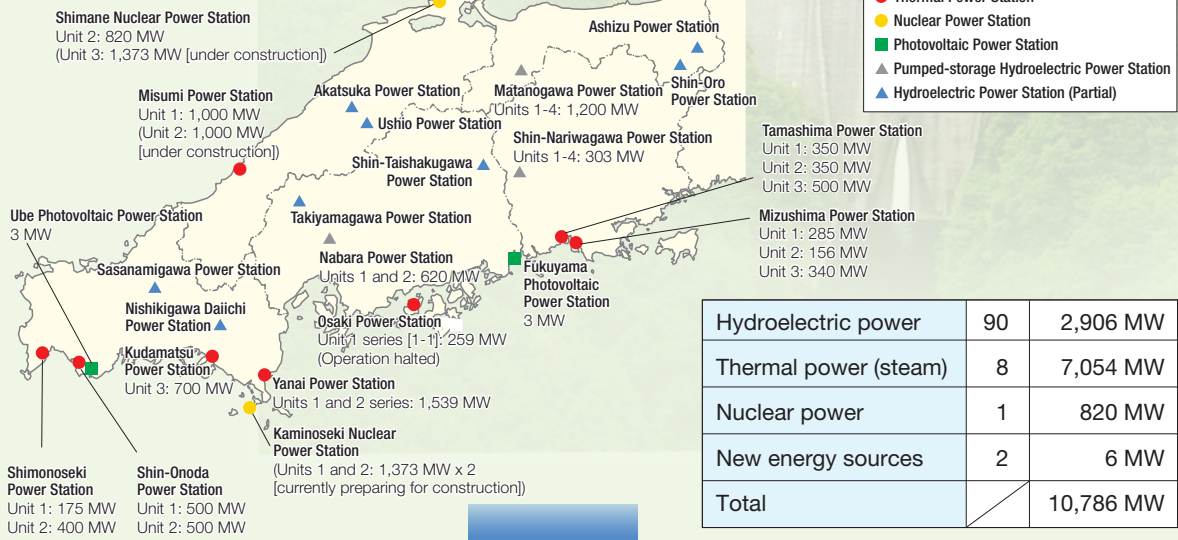 Shimane Nuclear Power Station
Unit 2: 820 MW
(Unit 3: 1,373 MW [under construction])
Misumi Power Station
Unit 1: 1,000 MW
(Unit 2: 1,000 MW
[under construction])
Akatsuka Power Station
Ushio Power Station
Shin-Taishakugawa
Power Station
Takiyamagawa Power Station
Matanogawa Power Station
Units 1-4: 1,200 MW
Ashizu Power Station
Shin-Oro
Power Station
Shin-Nariwagawa Power Station
Units 1-4: 303 MW
Thermal Power Station
Nuclear Power Station
Photovoltaic Power Station
Pumped-storage Hydroelectric Power Station
Hydroelectric Power Station (Partial)
Tamashima Power Station
Unit 1: 350 MW
Unit 2: 350 MW
Unit 3: 500 MW
Mizushima Power Station
Unit 1: 285 MW
Unit 2: 156 MW
Unit 3: 340 MW
Ube Photovoltaic Power Station
3 MW
Sasanamigawa Power Station
Nishikigawa Daiichi
Power Station
Nabara Power Station
Units 1 and 2: 620 MW
Fukuyama
Photovoltaic
Power Station
3 MW
Osaki Power Station
Unit 1 series [1-1]: 259 MW
(Operation halted)
Kudamatsu
Power Station
Unit 3: 700 MW
Yanai Power Station
Units 1 and 2 series: 1,539 MW
Kaminoseki Nuclear
Power Station
(Units 1 and 2: 1,373 MW x 2
[currently preparing for construction])
Shimonoseki
Power Station
Unit 1: 175 MW
Unit 2: 400 MW
Shin-Onoda
Power Station
Unit 1: 500 MW
Unit 2: 500 MW
Hydroelectric power 90 2,906 MW
Thermal power (steam) 8 7,054 MW
Nuclear power 1 820 MW
New energy sources 2 6 MW
Total 10,786 MW